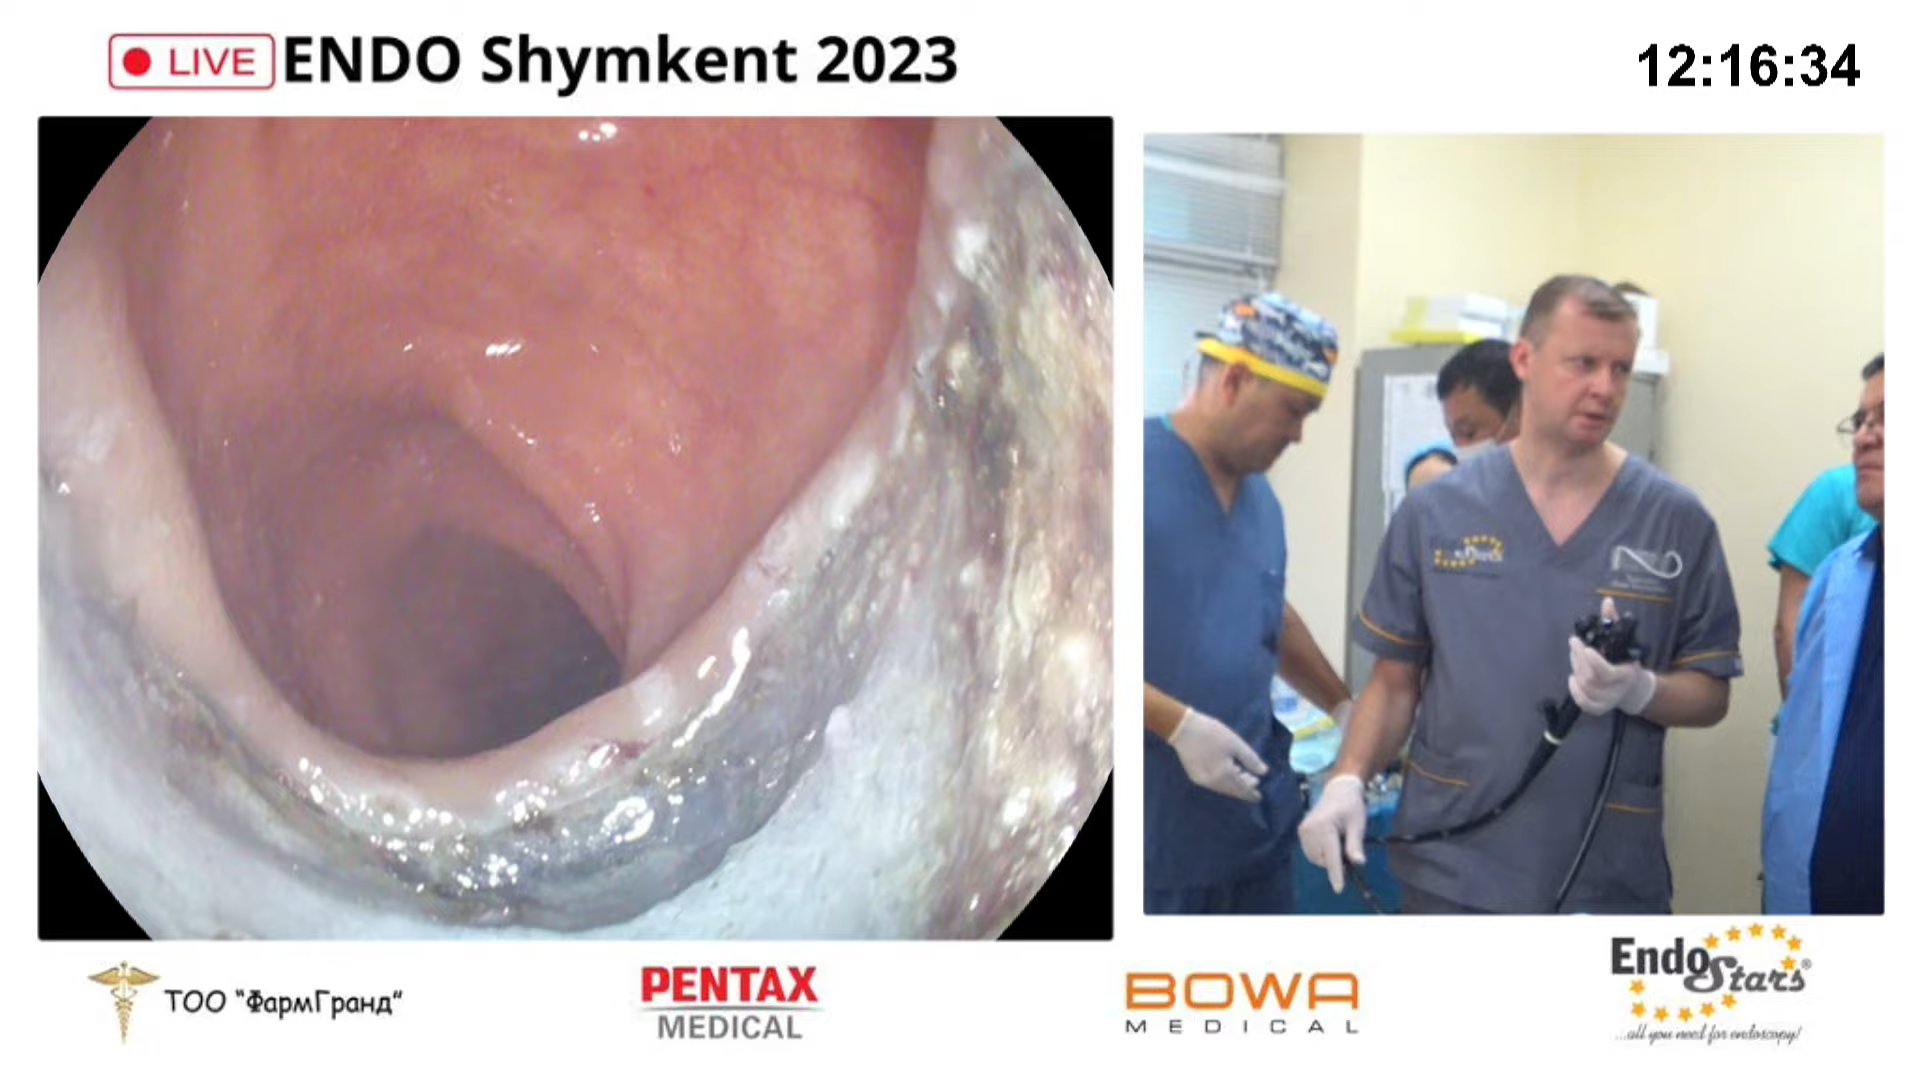 LIVE ENDO Shymkent 2023
12:16:34
ТОО "ФармГранд"
PENTAX
MEDICAL
BOWA
MEDICAL
EndoStars®
...all you need for endoscopy!